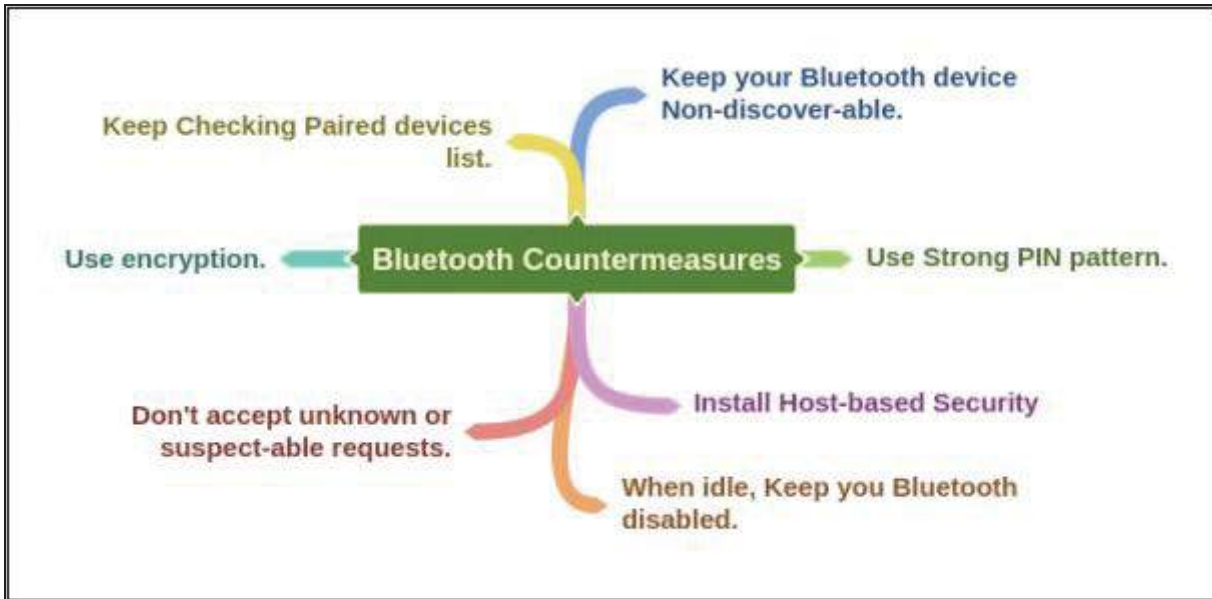 Keep your Bluetooth device
Non-discover-able.
Keep Checking Paired devices
list.
Use encryption.
Bluetooth Countermeasures
Use Strong PIN pattern.
Don't accept unknown or
suspect-able requests.
Install Host-based Security
When idle, Keep you Bluetooth
disabled.